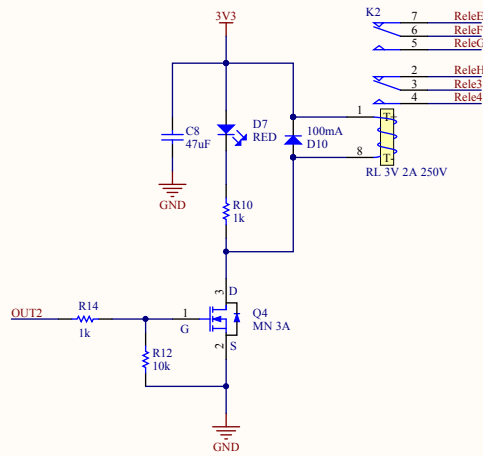 3V3
K2
7 ReleE
6 ReleF
5 ReleG
2 ReleH
3 Rele3
4 Rele4
D7
RED
C8
47uF
100mA
D10
1 T+
8 T-
RL 3V 2A 250V
GND
R10
1k
3 D
Q4
MN 3A
OUT2
R14
1k
1
G
R12
10k
2 S
GND